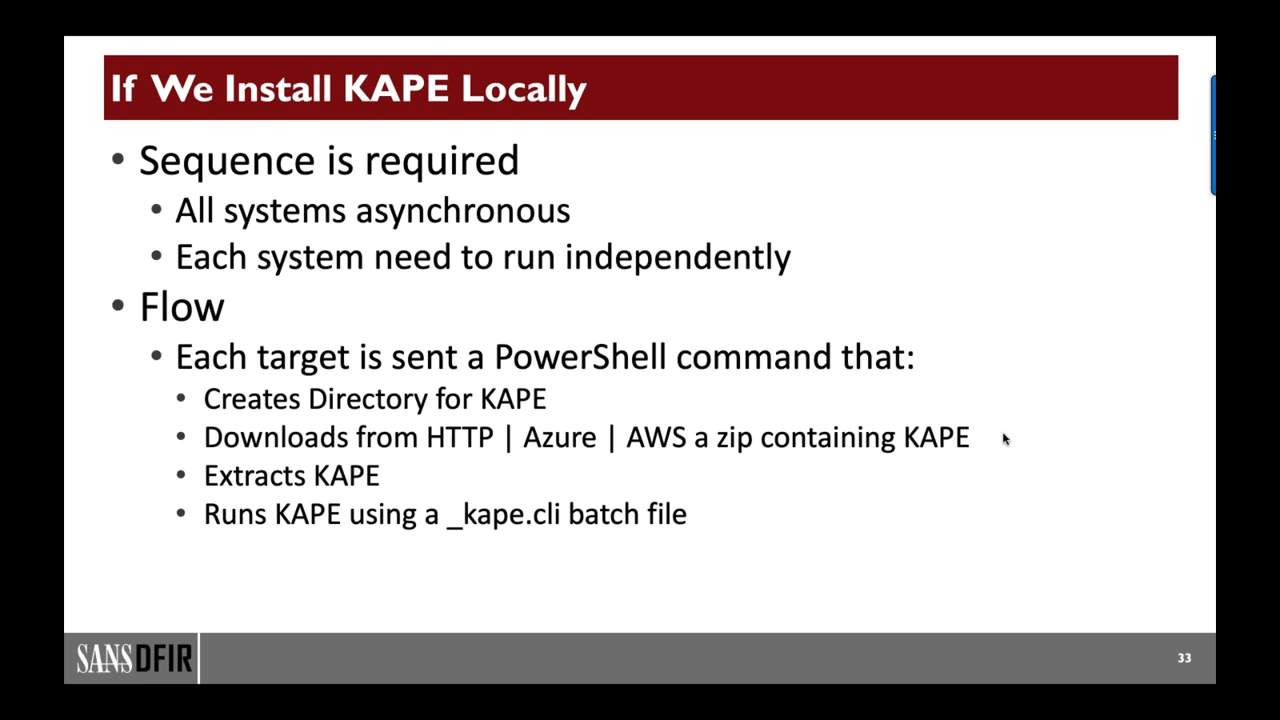 If We Install KAPE Locally
• Sequence is required
• All systems asynchronous
• Each system need to run independently
• Flow
• Each target is sent a PowerShell command that:
• Creates Directory for KAPE
• Downloads from HTTP | Azure | AWS a zip containing KAPE
• Extracts KAPE
• Runs KAPE using a _kape.cli batch file
SANS DFIR
33